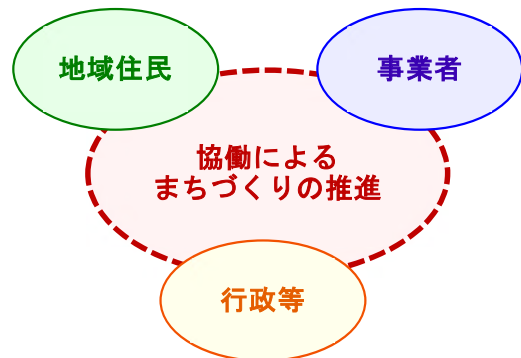 地域住民
事業者
協働による
まちづくりの推進
行政等